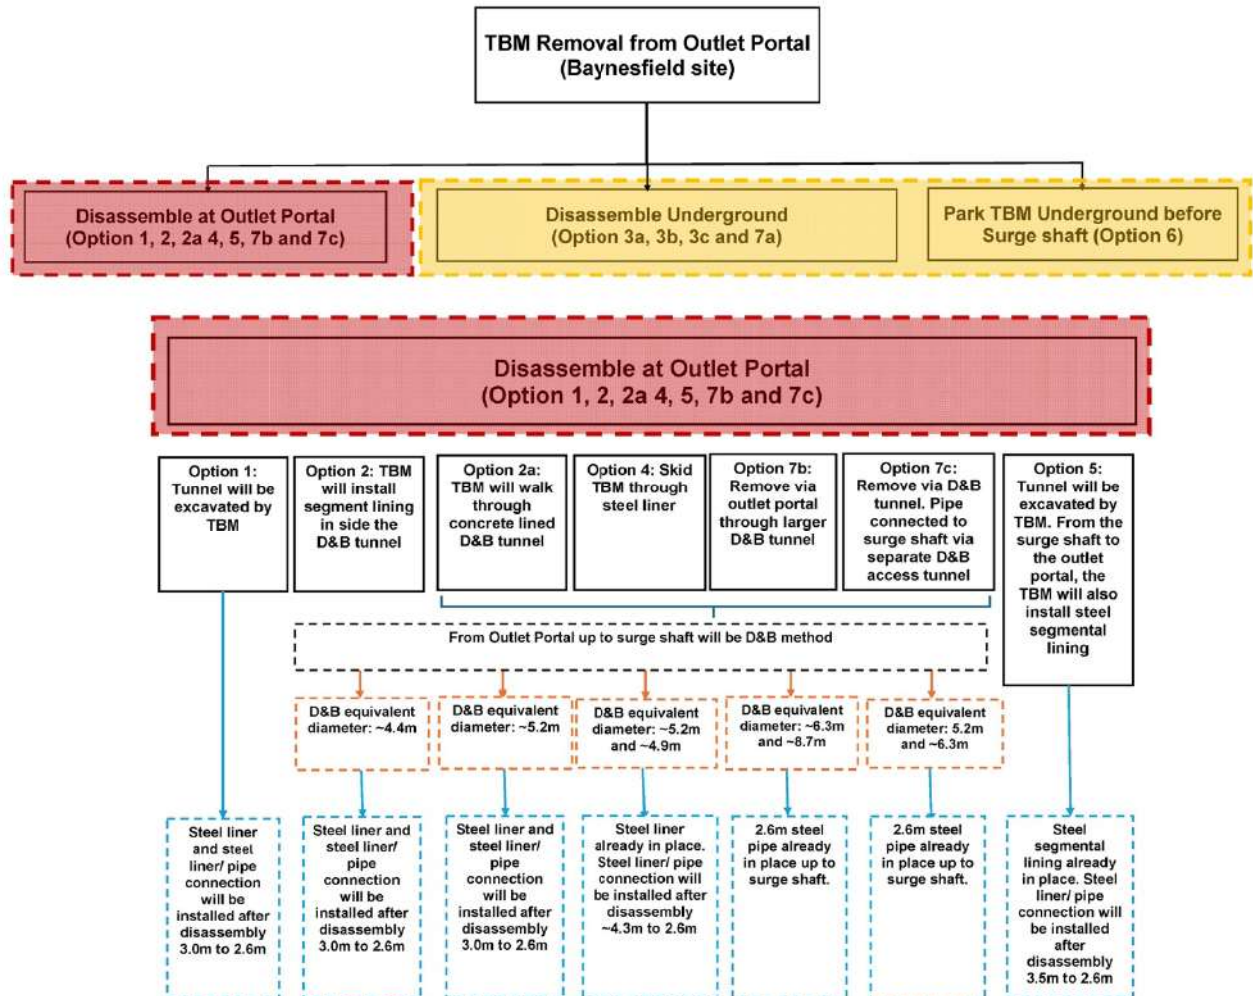 TBM Removal from Outlet Portal
(Baynesfield site)
Disassemble at Outlet Portal
(Option 1, 2, 2a 4, 5, 7b and 7c)
Disassemble Underground
(Option 3a, 3b, 3c and 7a)
Park TBM Underground before
Surge shaft (Option 6)
Disassemble at Outlet Portal
(Option 1, 2, 2a 4, 5, 7b and 7c)
Option 1:
Tunnel will be
excavated by
TBM
Option 2: TBM
will install
segment lining
in side the
D&B tunnel
Option 2a:
TBM will walk
through
concrete lined
D&B tunnel
Option 4: Skid
TBM through
steel liner
Option 7b:
Remove via
outlet portal
through larger
D&B tunnel
Option 7c:
Remove via D&B
tunnel. Pipe
connected to
surge shaft via
separate D&B
access tunnel
Option 5:
Tunnel will be
excavated by
TBM. From the
surge shaft to
the outlet
portal, the
TBM will also
install steel
segmental
lining
From Outlet Portal up to surge shaft will be D&B method
D&B equivalent
diameter: ~4.4m
D&B equivalent
diameter: ~5.2m
D&B equivalent
diameter: ~5.2m
and ~4.9m
D&B equivalent
diameter: ~6.3m
and ~8.7m
D&B equivalent
diameter: 5.2m
and ~6.3m
Steel liner
and steel
liner/ pipe
connection
will be
installed after
disassembly
3.0m to 2.6m
Steel liner and
steel liner/
pipe
connection
will be
installed after
disassembly
3.0m to 2.6m
Steel liner and
steel liner/
pipe
connection
will be
installed after
disassembly
3.0m to 2.6m
Steel liner
already in place.
Steel liner/ pipe
connection will
be installed after
disassembly
~4.3m to 2.6m
2.6m steel
pipe already
in place up to
surge shaft.
2.6m steel
pipe already
in place up to
surge shaft.
Steel
segmental
lining already
in place. Steel
liner/ pipe
connection will
be installed
after
disassembly
3.5m to 2.6m